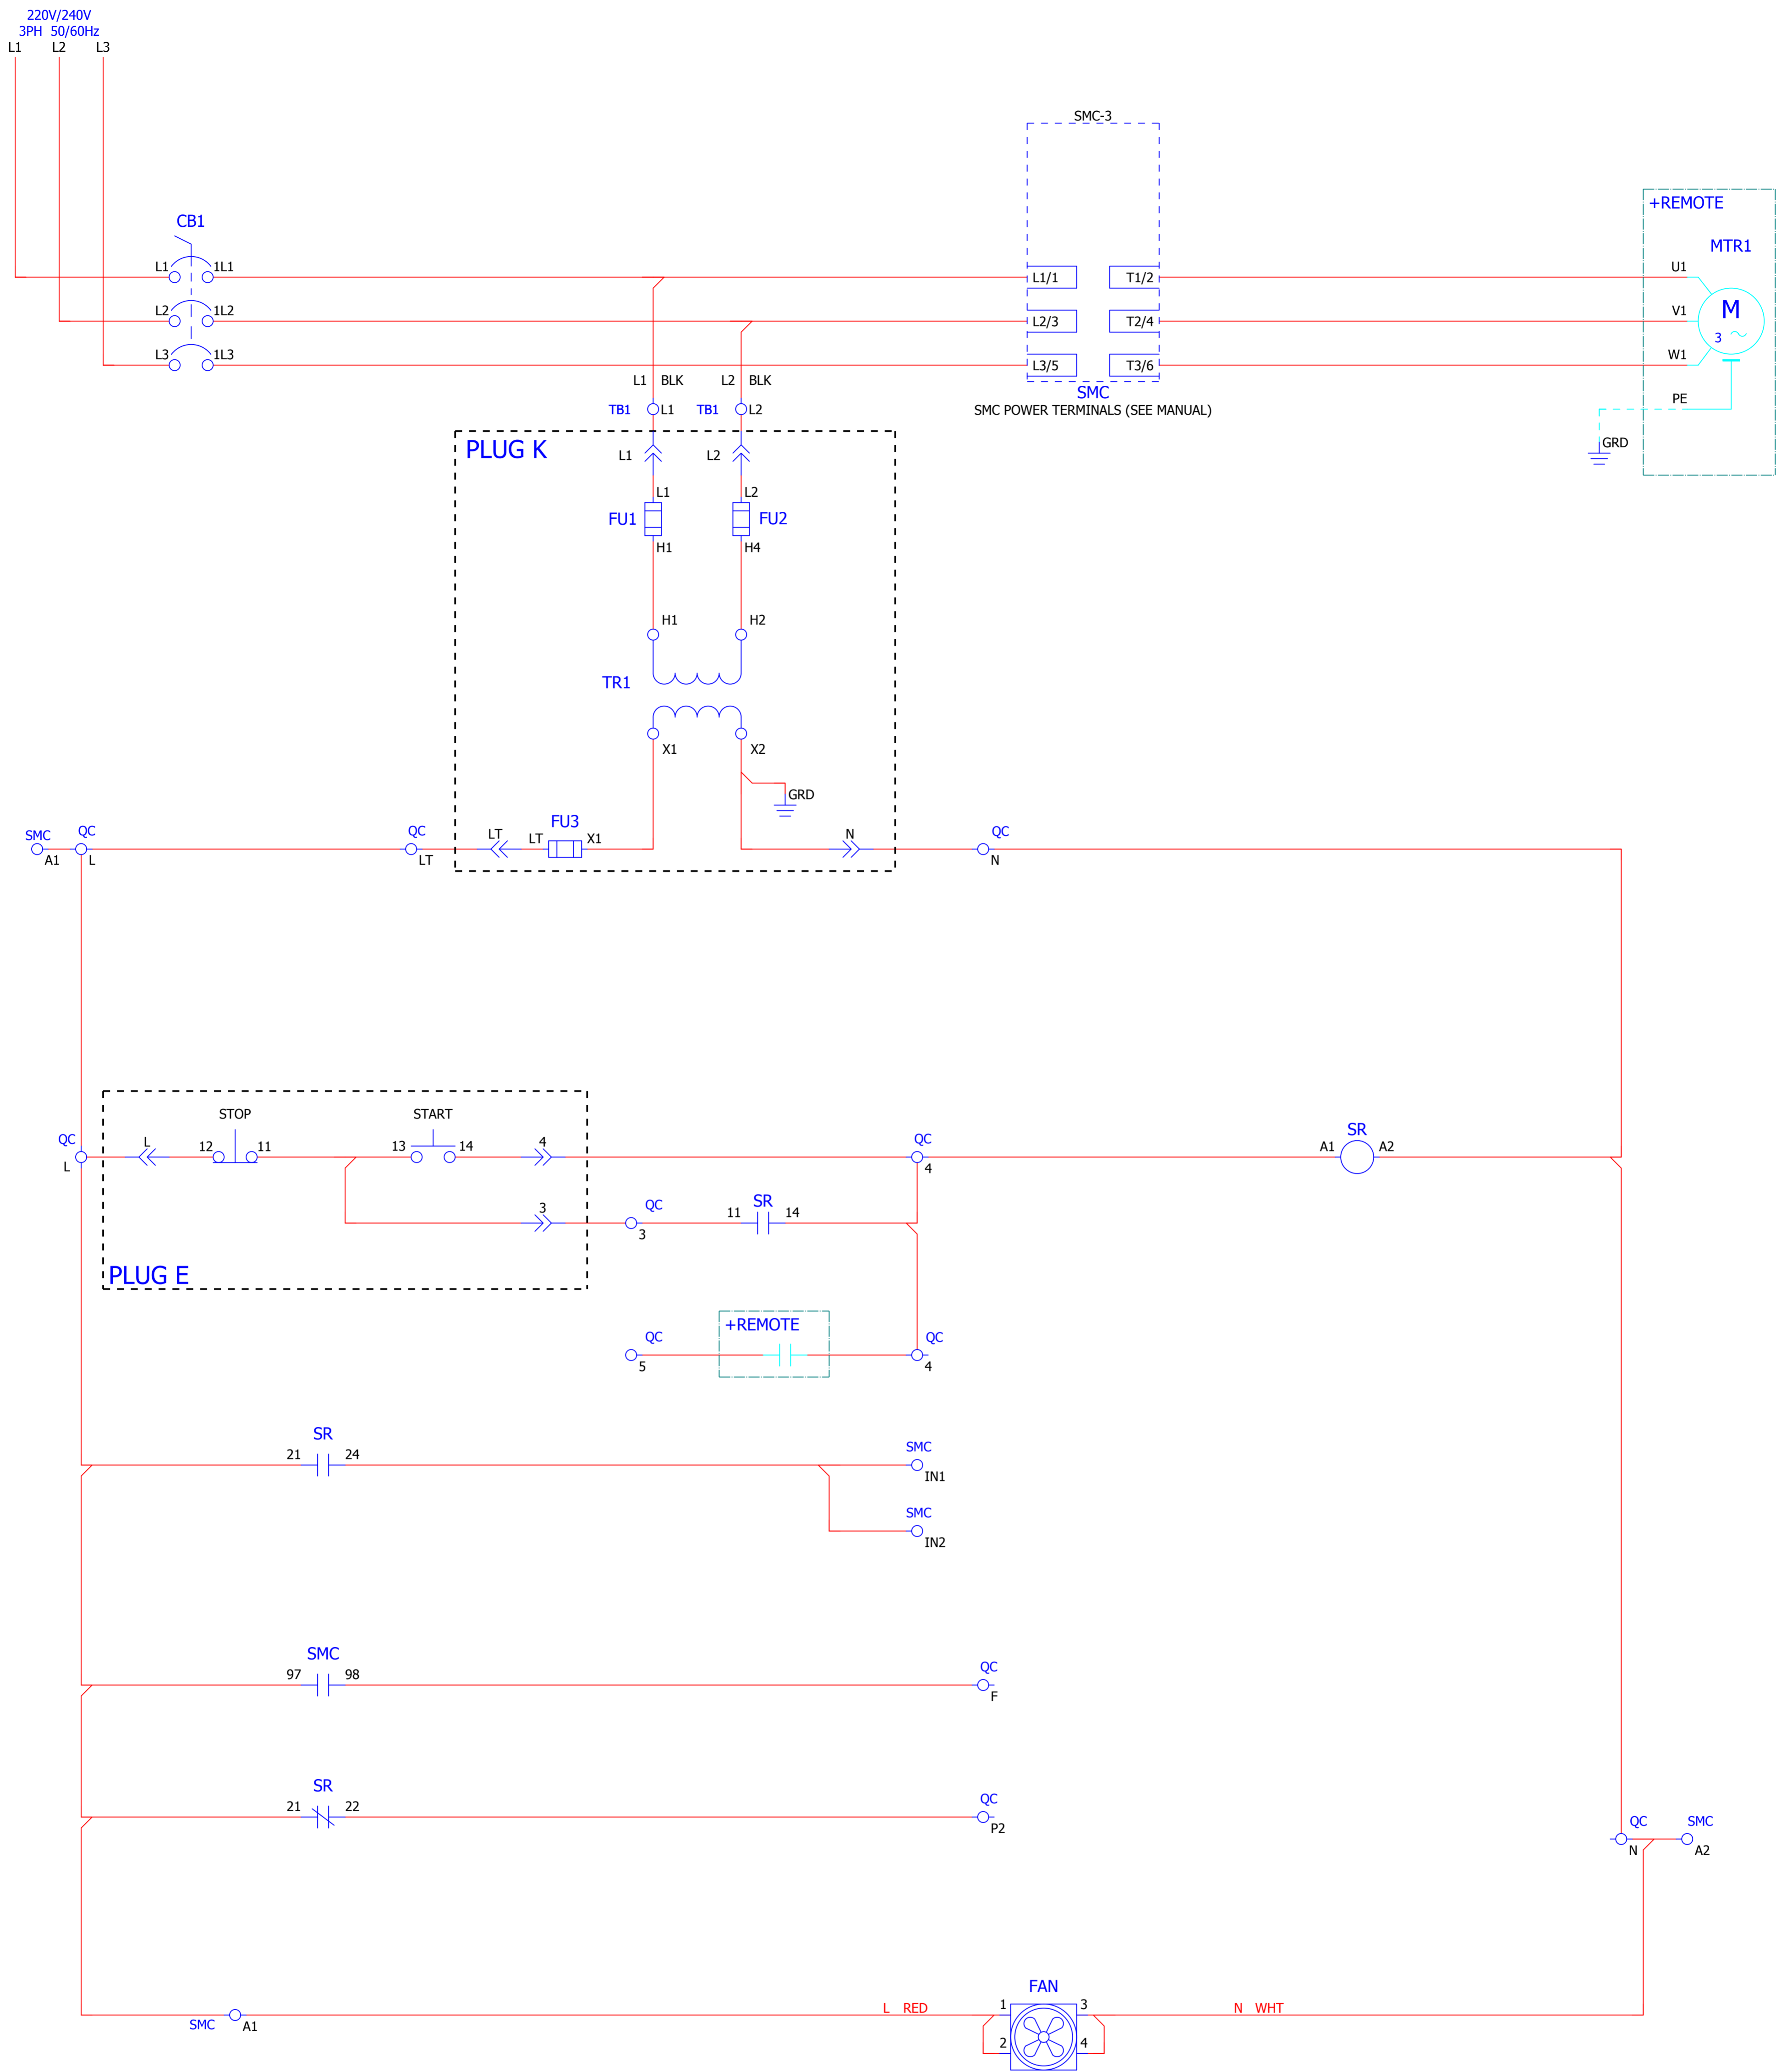 220V/240V
3PH 50/60Hz
L1 L2 L3
SMC-3
+REMOTE
CB1
MTR1
L1 1L1 L1/1 T1/2 U1
L2 1L2 L2/3 T2/4 V1
M
3
L3 1L3 L3/5 T3/6 W1
L1 BLK L2 BLK
SMC
SMC POWER TERMINALS (SEE MANUAL)
PE
TB1 L1 TB1 L2
GRD
PLUG K
L1 L2
L1 L2
FU1 FU2
H1 H4
H1 H2
TR1
X1 X2
GRD
FU3
SMC QC QC LT LT X1 N QC
A1 L LT N
STOP START
QC L 12 11 13 14 4 QC SR
L 4 A1 A2
3 QC 11 SR 14
3
PLUG E
+REMOTE
QC QC
5 4
SR SMC
21 24 IN1
SMC
IN2
SMC
97 98 QC
F
SR
21 22 QC
P2
QC SMC
N A2
FAN
L RED 1 3 N WHT
SMC A1
2 4